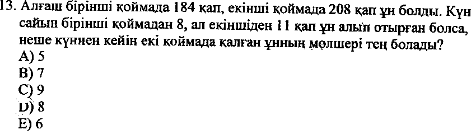 13. Алғаш бірінші қоймада 184 қап, екінші қоймада 208 қап ұн болды. Күн
сайын бірінші қоймадан 8, ал екіншіден 11 қап ұн алып отырған болса,
неше күннен кейін екі қоймада қалған ұнның мөлшері тең болады?
A) 5
B) 7
C) 9
D) 8
E) 6